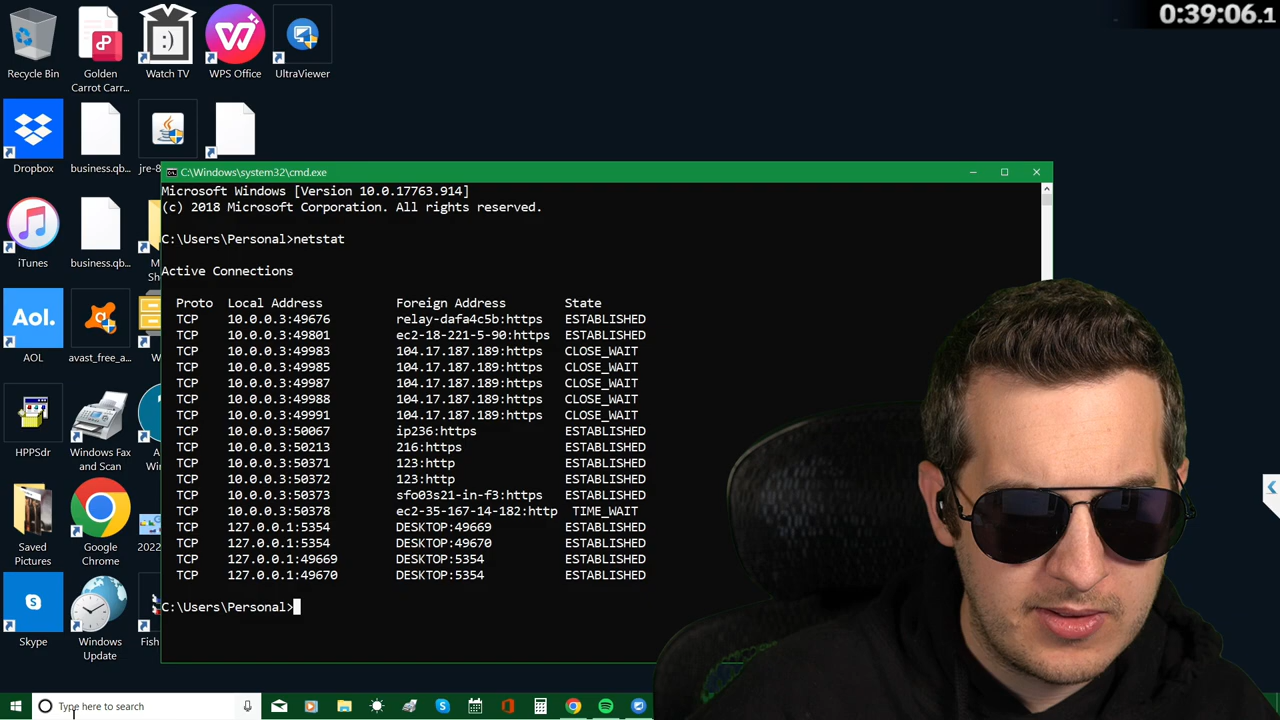 0:39:06.1
Recycle Bin
Golden
Carrot Carr...
Watch TV
WPS Office
UltraViewer
Dropbox
business.qb...
jre-8
iTunes
business.qb...
M
Sh
Aol.
AOL
avast_free_a...
W
HPPSdr
Windows Fax
and Scan
A
Wi
Saved
Pictures
Google
Chrome
2022
Skype
Windows
Update
Fish
C:\Windows\system32\cmd.exe
Microsoft Windows [Version 10.0.17763.914]
(c) 2018 Microsoft Corporation. All rights reserved.
C:\Users\Personal>netstat
Active Connections
Proto Local Address Foreign Address State
TCP 10.0.0.3:49676 relay-dafa4c5b:https ESTABLISHED
TCP 10.0.0.3:49801 ec2-18-221-5-90:https ESTABLISHED
TCP 10.0.0.3:49983 104.17.187.189:https CLOSE_WAIT
TCP 10.0.0.3:49985 104.17.187.189:https CLOSE_WAIT
TCP 10.0.0.3:49987 104.17.187.189:https CLOSE_WAIT
TCP 10.0.0.3:49988 104.17.187.189:https CLOSE_WAIT
TCP 10.0.0.3:49991 104.17.187.189:https CLOSE_WAIT
TCP 10.0.0.3:50067 ip236:https ESTABLISHED
TCP 10.0.0.3:50213 216:https ESTABLISHED
TCP 10.0.0.3:50371 123:http ESTABLISHED
TCP 10.0.0.3:50372 123:http ESTABLISHED
TCP 10.0.0.3:50373 sfo03s21-in-f3:https ESTABLISHED
TCP 10.0.0.3:50378 ec2-35-167-14-182:http TIME_WAIT
TCP 127.0.0.1:5354 DESKTOP:49669 ESTABLISHED
TCP 127.0.0.1:5354 DESKTOP:49670 ESTABLISHED
TCP 127.0.0.1:49669 DESKTOP:5354 ESTABLISHED
TCP 127.0.0.1:49670 DESKTOP:5354 ESTABLISHED
C:\Users\Personal>
Type here to search